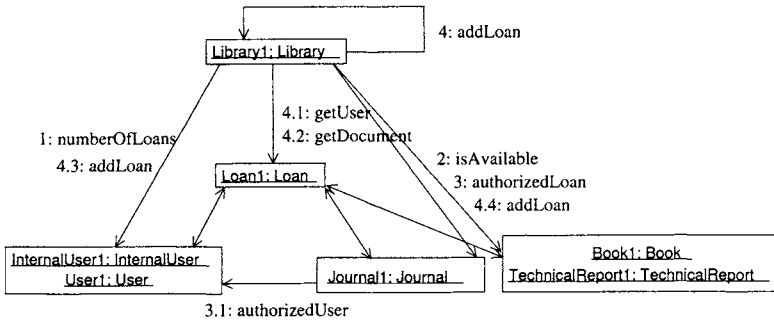 4: addLoan
Library1: Library
4.1: getUser
4.2: getDocument
1: numberOfLoans
4.3: addLoan
2: isAvailable
3: authorizedLoan
4.4: addLoan
Loan1: Loan
InternalUser1: InternalUser
User1: User
Journal1: Journal
Book1: Book
TechnicalReport1: TechnicalReport
3.1: authorizedUser